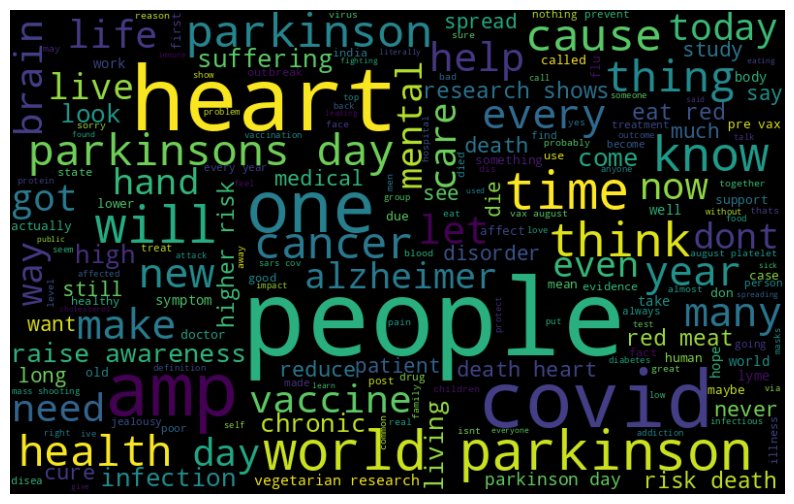 reason
virus
nothing
prevent
may
life
first
parkinson
spread
cause
today
brain
work
india
sure
called
literally
fighting
flu
study
immune
suffering
help
thing
live
heart
show
outbreak
bad
call
someone
said
eating
look
top
back
leading
research shows
body
say
problem
mental
every
eat red
sorry
found
vaccination
face
hospital
care
death
yes
treatment
outcome
much
pre vax
parkinsons day
find
become
probably
talk
state
every year
died
something
use
anyone
come
know
got
hand
medical
men
dis
time
now
together
protein
lower
feel
group
see
die
vax august
support
without
thats
actually
will
one
due
eat
used
affect
love
well
food
august platelet
public
treat
higher risk
cancer
let
think
dont
way
high
seem
attack
blood
disorder
even
year
sick
new
affected
away
sars cov
alzheimer
mean
evidence
almost
don
case
person
spreading
level
still
good
healthy
symptom
impact
people
take
many
cholesterol
make
pain
protect
put
always
test
going
masks
want
doctor
red meat
raise awareness
reduce
patient
diabetes
fact
human
hope
world
lyme
long
old
definition
made
post
drug
death heart
great
maybe
via
mass shooting
amp
learn
children
covid
low
need
jealousy
vaccine
family
living
isnt
never
right
ive
poor
self
chronic
real
common
everyone
addiction
infectious
illness
health
day
world
parkinson
disea
cure
infection
give
vegetarian research
parkinson day
risk death